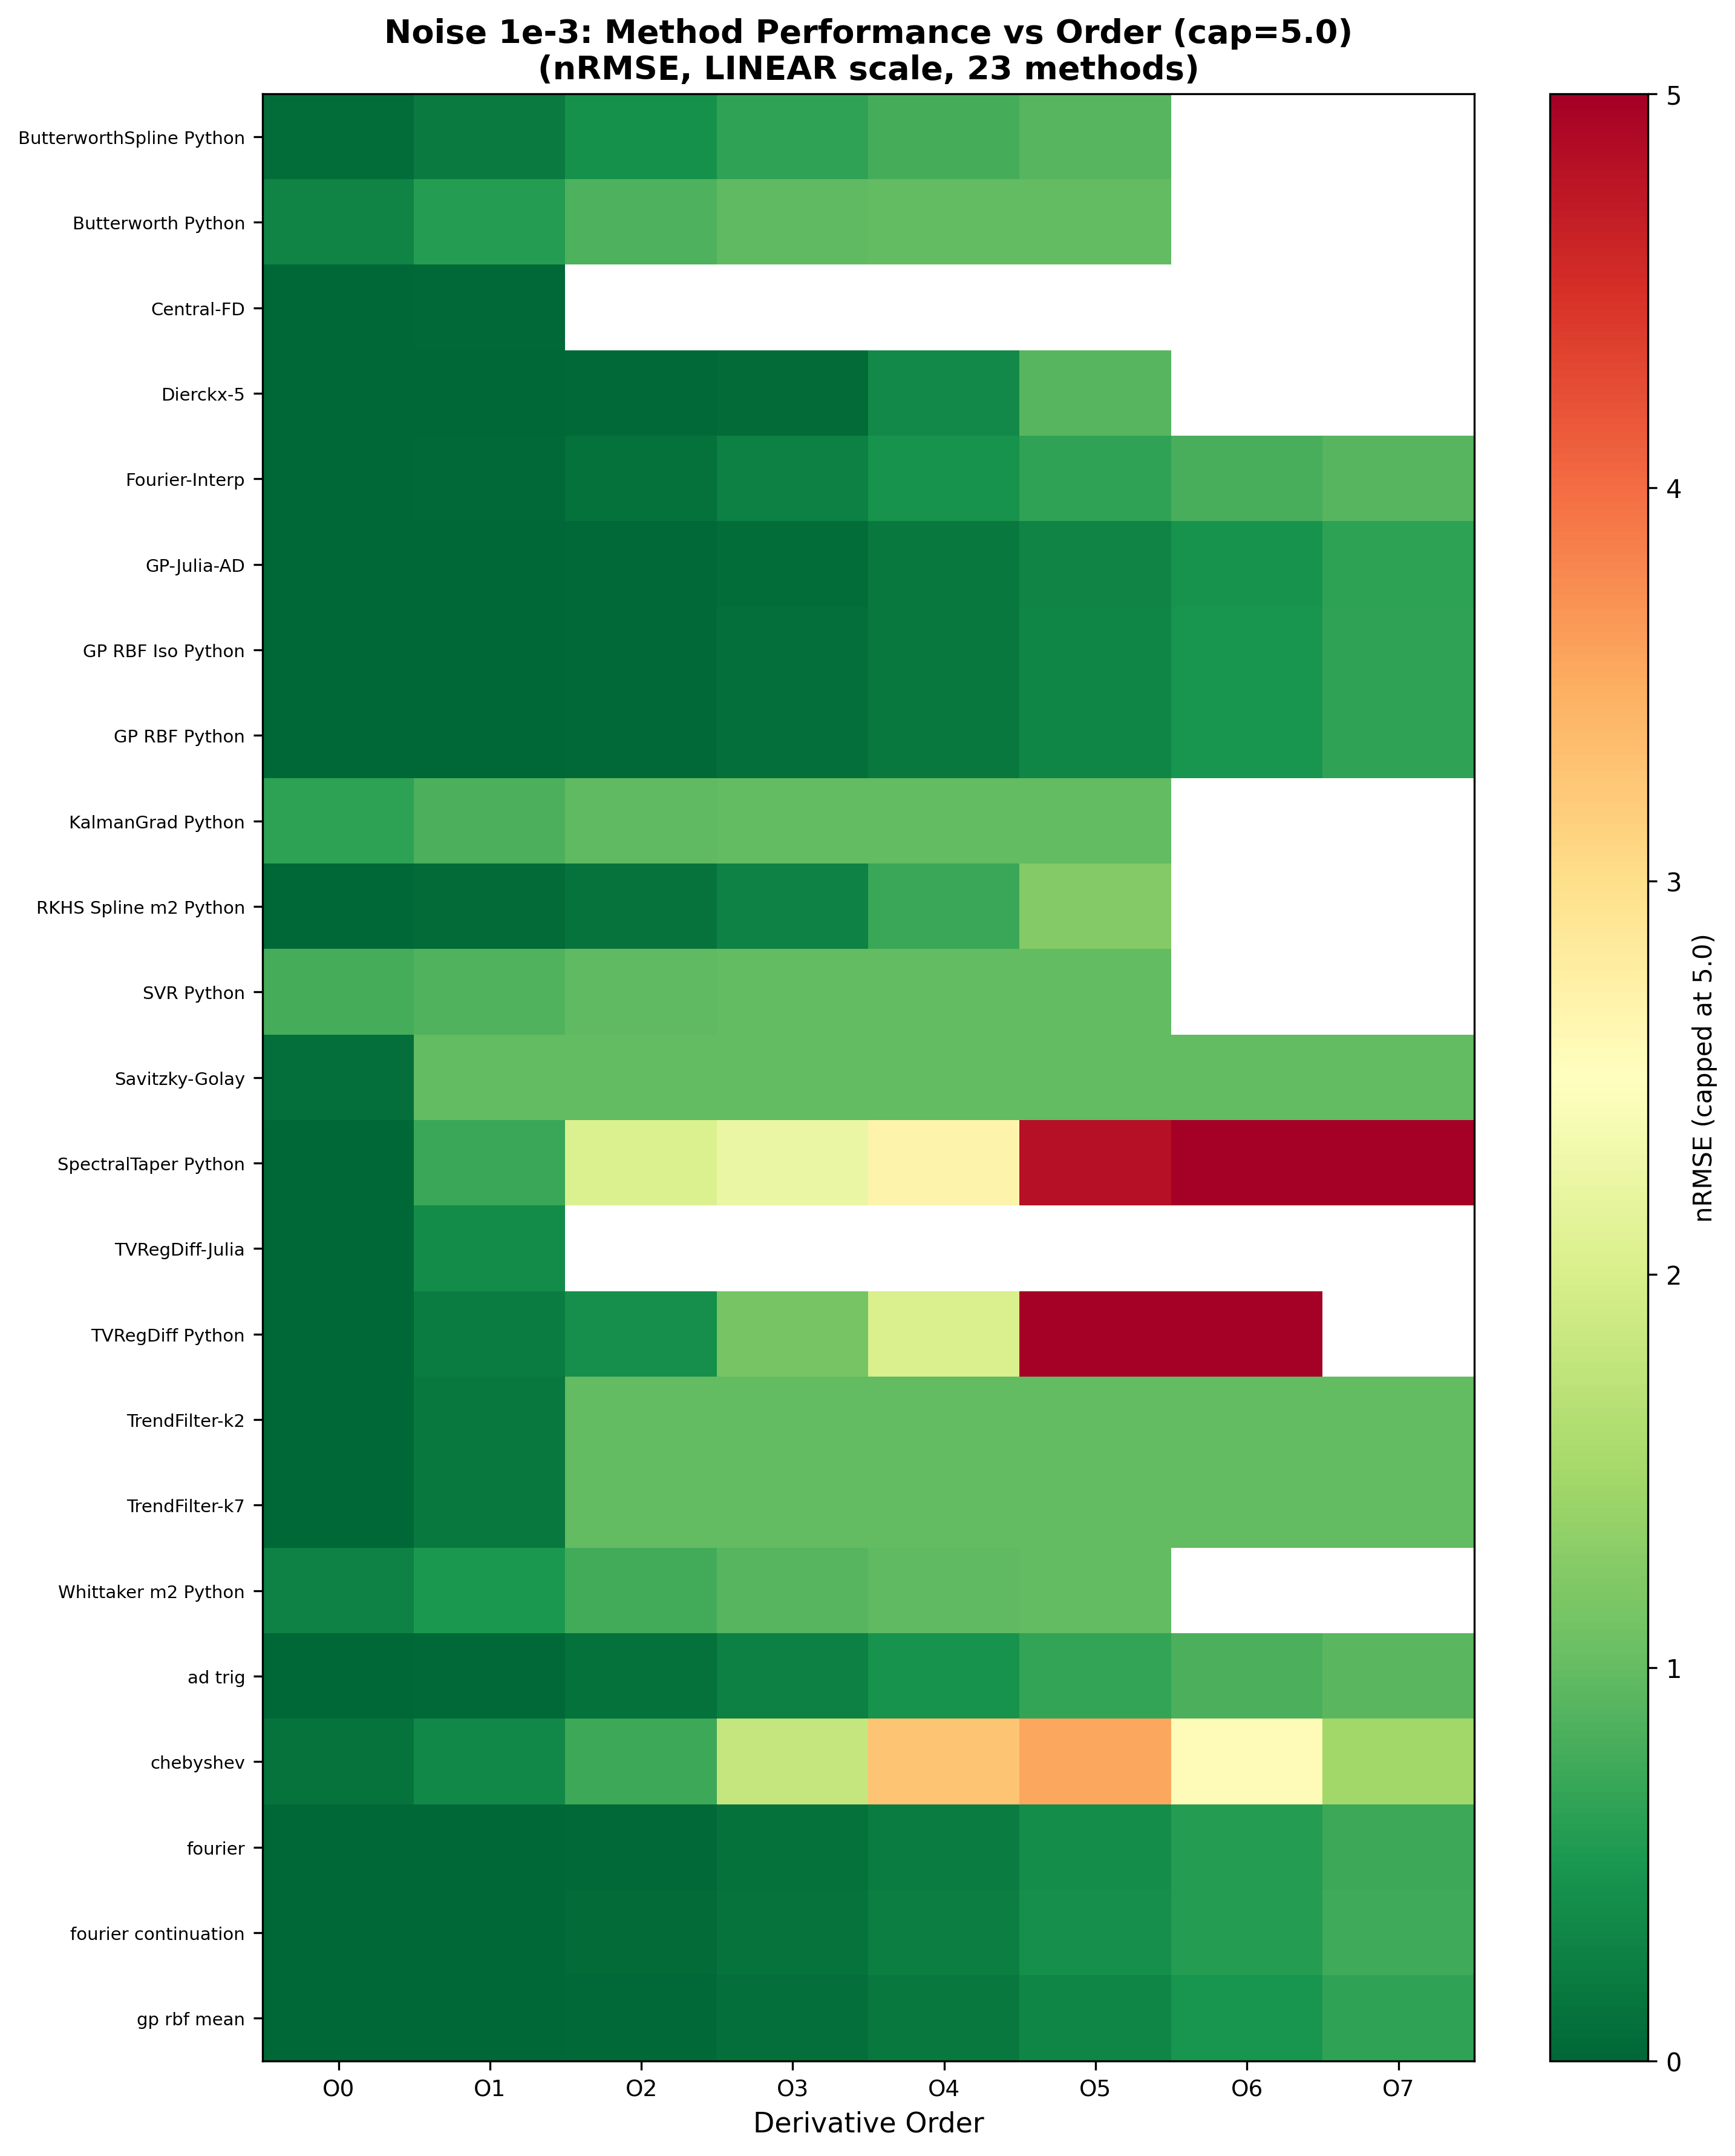 Noise 1e-3: Method Performance vs Order (cap=5.0)
(nRMSE, LINEAR scale, 23 methods)
ButterworthSpline Python
Butterworth Python
Central-FD
Dierckx-5
Fourier-Interp
GP-Julia-AD
GP RBF Iso Python
GP RBF Python
KalmanGrad Python
RKHS Spline m2 Python
SVR Python
Savitzky-Golay
SpectralTaper Python
TVRegDiff-Julia
TVRegDiff Python
TrendFilter-k2
TrendFilter-k7
Whittaker m2 Python
ad trig
chebyshev
fourier
fourier continuation
gp rbf mean
O0 O1 O2 O3 O4 O5 O6 O7
Derivative Order
5
4
3
2
1
0
nRMSE (capped at 5.0)